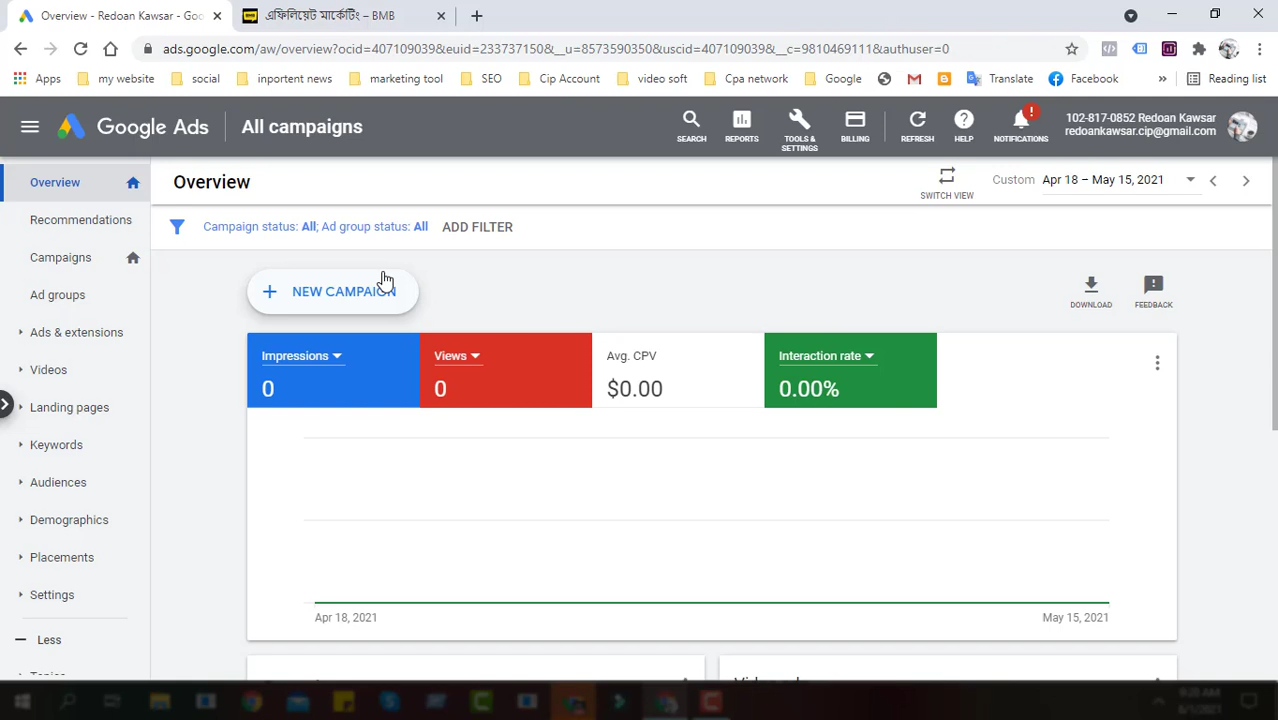 Overview - Redoan Kawsar - Goo
এফিলিয়েট মার্কেটিং – BMB
ads.google.com/aw/overview?ocid=407109039&euid=233737150&__u=8573590350&uscid=407109039&__c=9810469111&authuser=0
Apps my website social inportent news marketing tool SEO Cip Account video soft Cpa network Google Translate Facebook » Reading list
Google Ads All campaigns
SEARCH REPORTS TOOLS & SETTINGS BILLING REFRESH HELP NOTIFICATIONS
102-817-0852 Redoan Kawsar
redoankawsar.cip@gmail.com
Overview
Recommendations
Campaigns
Ad groups
Ads & extensions
Videos
Landing pages
Keywords
Audiences
Demographics
Placements
Settings
Less
Overview
SWITCH VIEW
Custom Apr 18 – May 15, 2021
Campaign status: All; Ad group status: All ADD FILTER
+ NEW CAMPAIGN
DOWNLOAD FEEDBACK
Impressions Views Avg. CPV Interaction rate
0 0 $0.00 0.00%
Apr 18, 2021 May 15, 2021